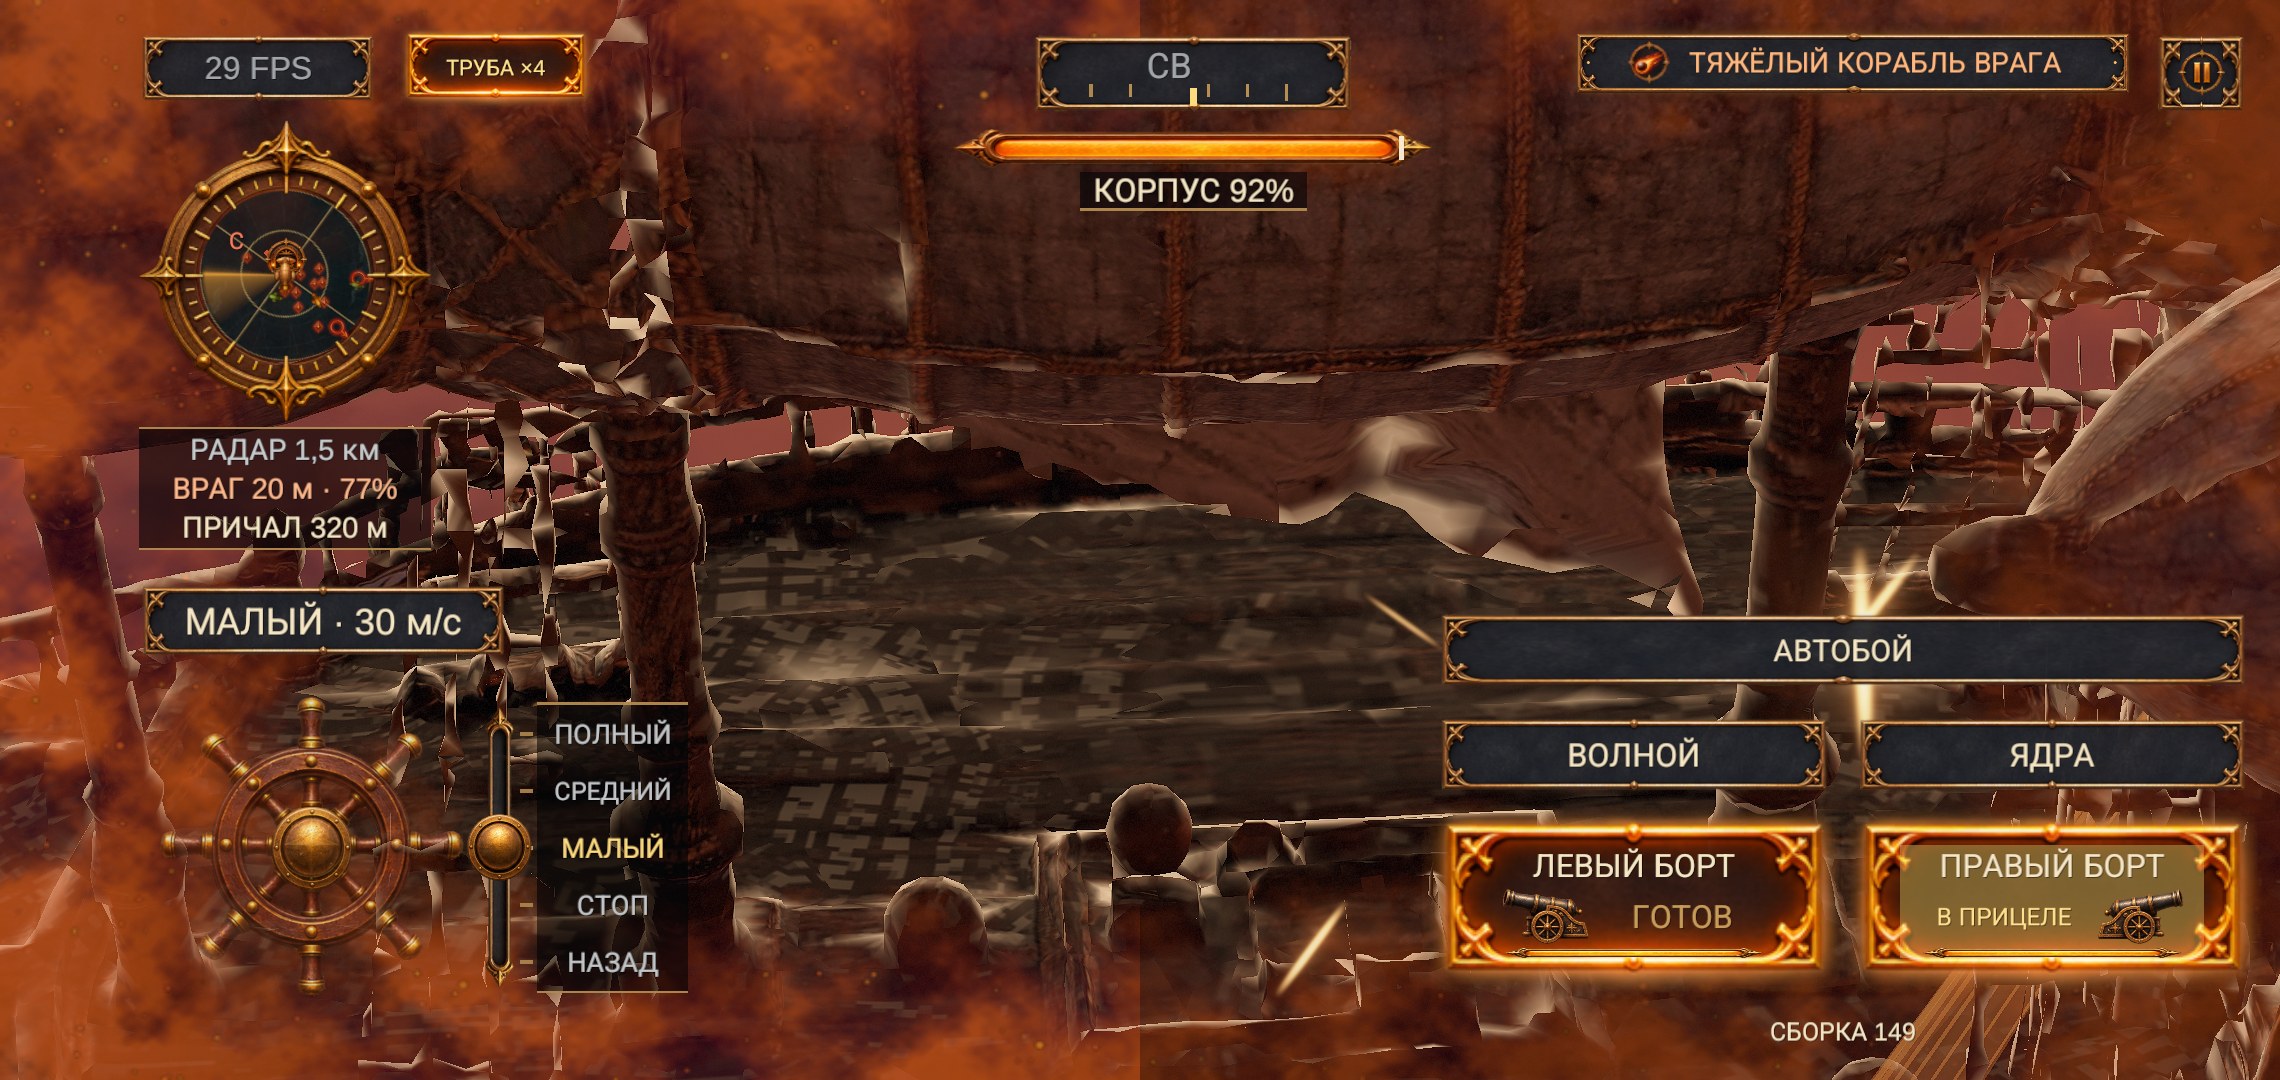 29 FPS
ТРУБА ×4
СВ
ТЯЖЁЛЫЙ КОРАБЛЬ ВРАГА
КОРПУС 92%
С
РАДАР 1,5 км
ВРАГ 20 м · 77%
ПРИЧАЛ 320 м
МАЛЫЙ · 30 м/с
ПОЛНЫЙ
СРЕДНИЙ
МАЛЫЙ
СТОП
НАЗАД
АВТОБОЙ
ВОЛНОЙ
ЯДРА
ЛЕВЫЙ БОРТ
ГОТОВ
ПРАВЫЙ БОРТ
В ПРИЦЕЛЕ
СБОРКА 149